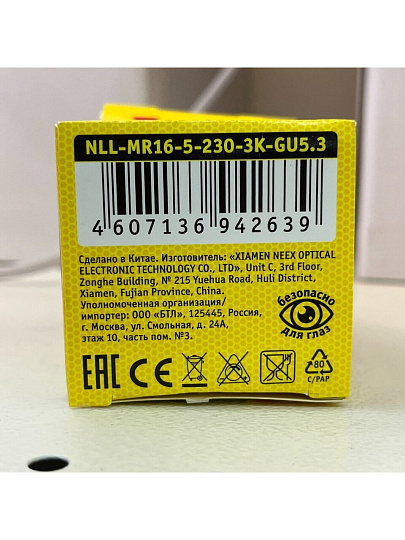 NLL-MR16-5-230-3K-GU5.3
4 607136 942639
Сделано в Китае. Изготовитель: «XIAMEN NEEX OPTICAL
ELECTRONIC TECHNOLOGY CO., LTD», Unit C, 3rd Floor,
Zonghe Building, № 215 Yuehua Road, Huli District,
Xiamen, Fujian Province, China.
Уполномоченная организация/
импортер: ООО «БТЛ», 125445, Россия,
г. Москва, ул. Смольная, д. 24А,
этаж 10, часть пом. №3.
безопасно
для глаз
EAC CE
80
C/PAP